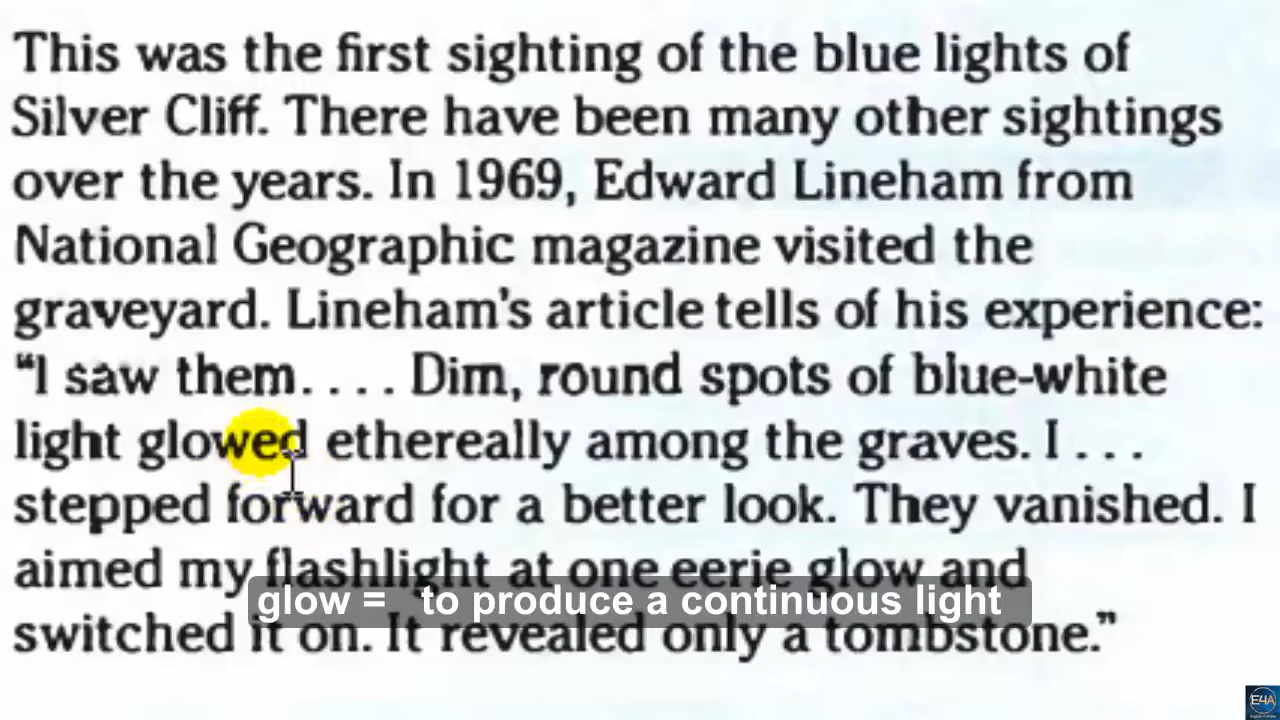 This was the first sighting of the blue lights of
Silver Cliff. There have been many other sightings
over the years. In 1969, Edward Lineham from
National Geographic magazine visited the
graveyard. Lineham's article tells of his experience:
“I saw them. . . . Dim, round spots of blue-white
light glowed ethereally among the graves. I . . .
stepped forward for a better look. They vanished. I
aimed my flashlight at one eerie glow and
glow = to produce a continuous light
switched it on. It revealed only a tombstone.”
E4A